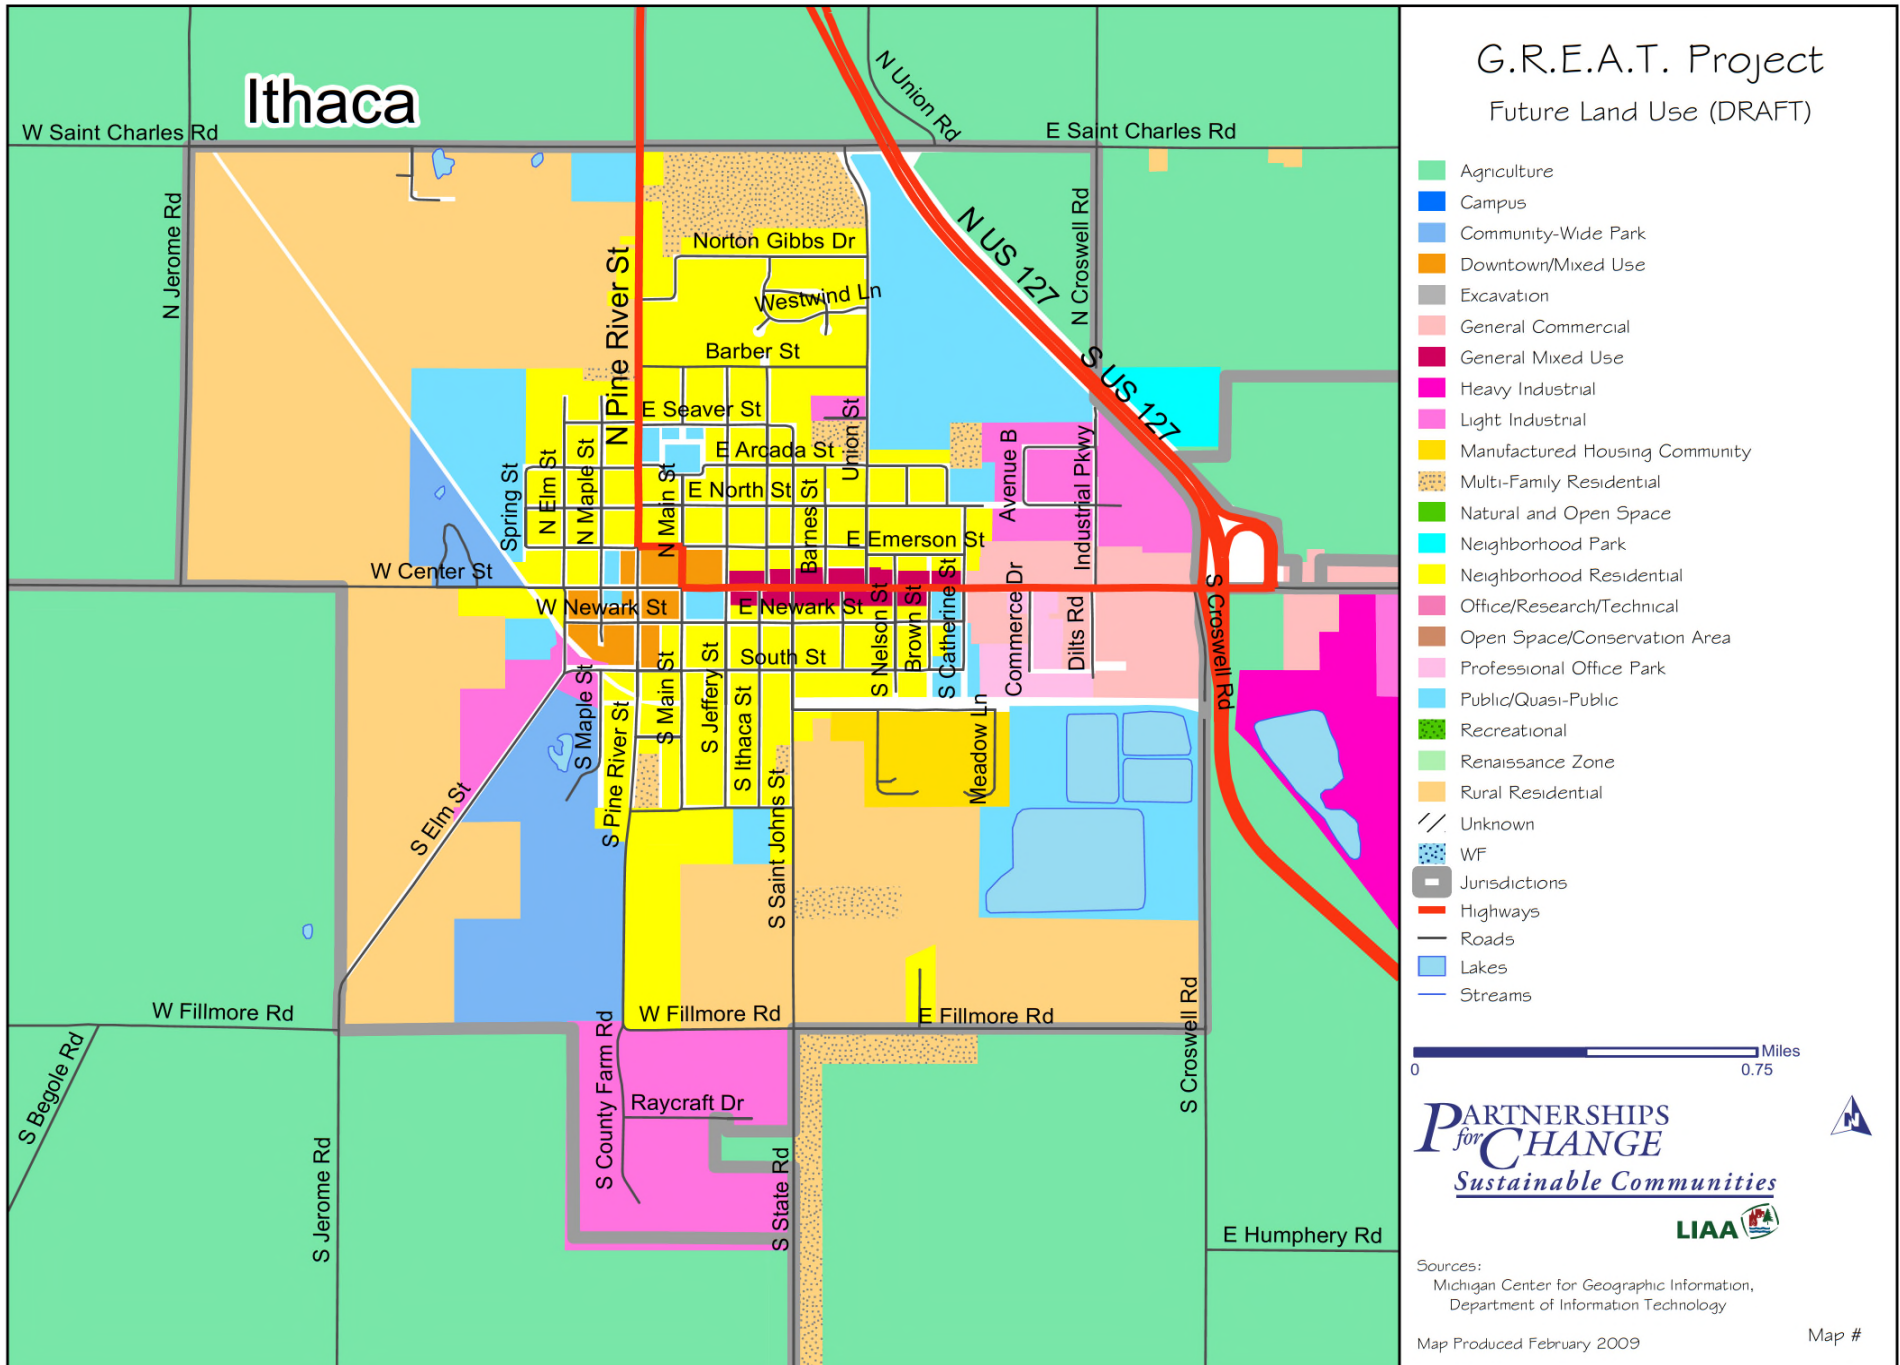 Ithaca
W Saint Charles Rd
E Saint Charles Rd
N Union Rd
N Jerome Rd
N Pine River St
Norton Gibbs Dr
Westwind Ln
Barber St
N US 127
N Croswell Rd
S US 127
E Seaver St
E Arcada St
Union St
E North St
Barnes St
N Main St
N Maple St
N Elm St
Spring St
Avenue B
Industrial Pkwy
E Emerson St
W Center St
W Newark St
E Newark St
South St
S Nelson St
Brown St
S Catherine St
Commerce Dr
Dilts Rd
S Croswell Rd
S Maple St
S Main St
S Jeffery St
S Ithaca St
S Pine River St
S Saint Johns St
Meadow Ln
S Elm St
W Fillmore Rd
W Fillmore Rd
E Fillmore Rd
S Croswell Rd
S Begole Rd
S Jerome Rd
S County Farm Rd
Raycraft Dr
S State Rd
E Humphery Rd
G.R.E.A.T. Project
Future Land Use (DRAFT)
Agriculture
Campus
Community-Wide Park
Downtown/Mixed Use
Excavation
General Commercial
General Mixed Use
Heavy Industrial
Light Industrial
Manufactured Housing Community
Multi-Family Residential
Natural and Open Space
Neighborhood Park
Neighborhood Residential
Office/Research/Technical
Open Space/Conservation Area
Professional Office Park
Public/Quasi-Public
Recreational
Renaissance Zone
Rural Residential
Unknown
WF
Jurisdictions
Highways
Roads
Lakes
Streams
Miles
0 0.75
PARTNERSHIPS
for CHANGE
Sustainable Communities
N
LIAA
Sources:
Michigan Center for Geographic Information,
Department of Information Technology
Map Produced February 2009
Map #